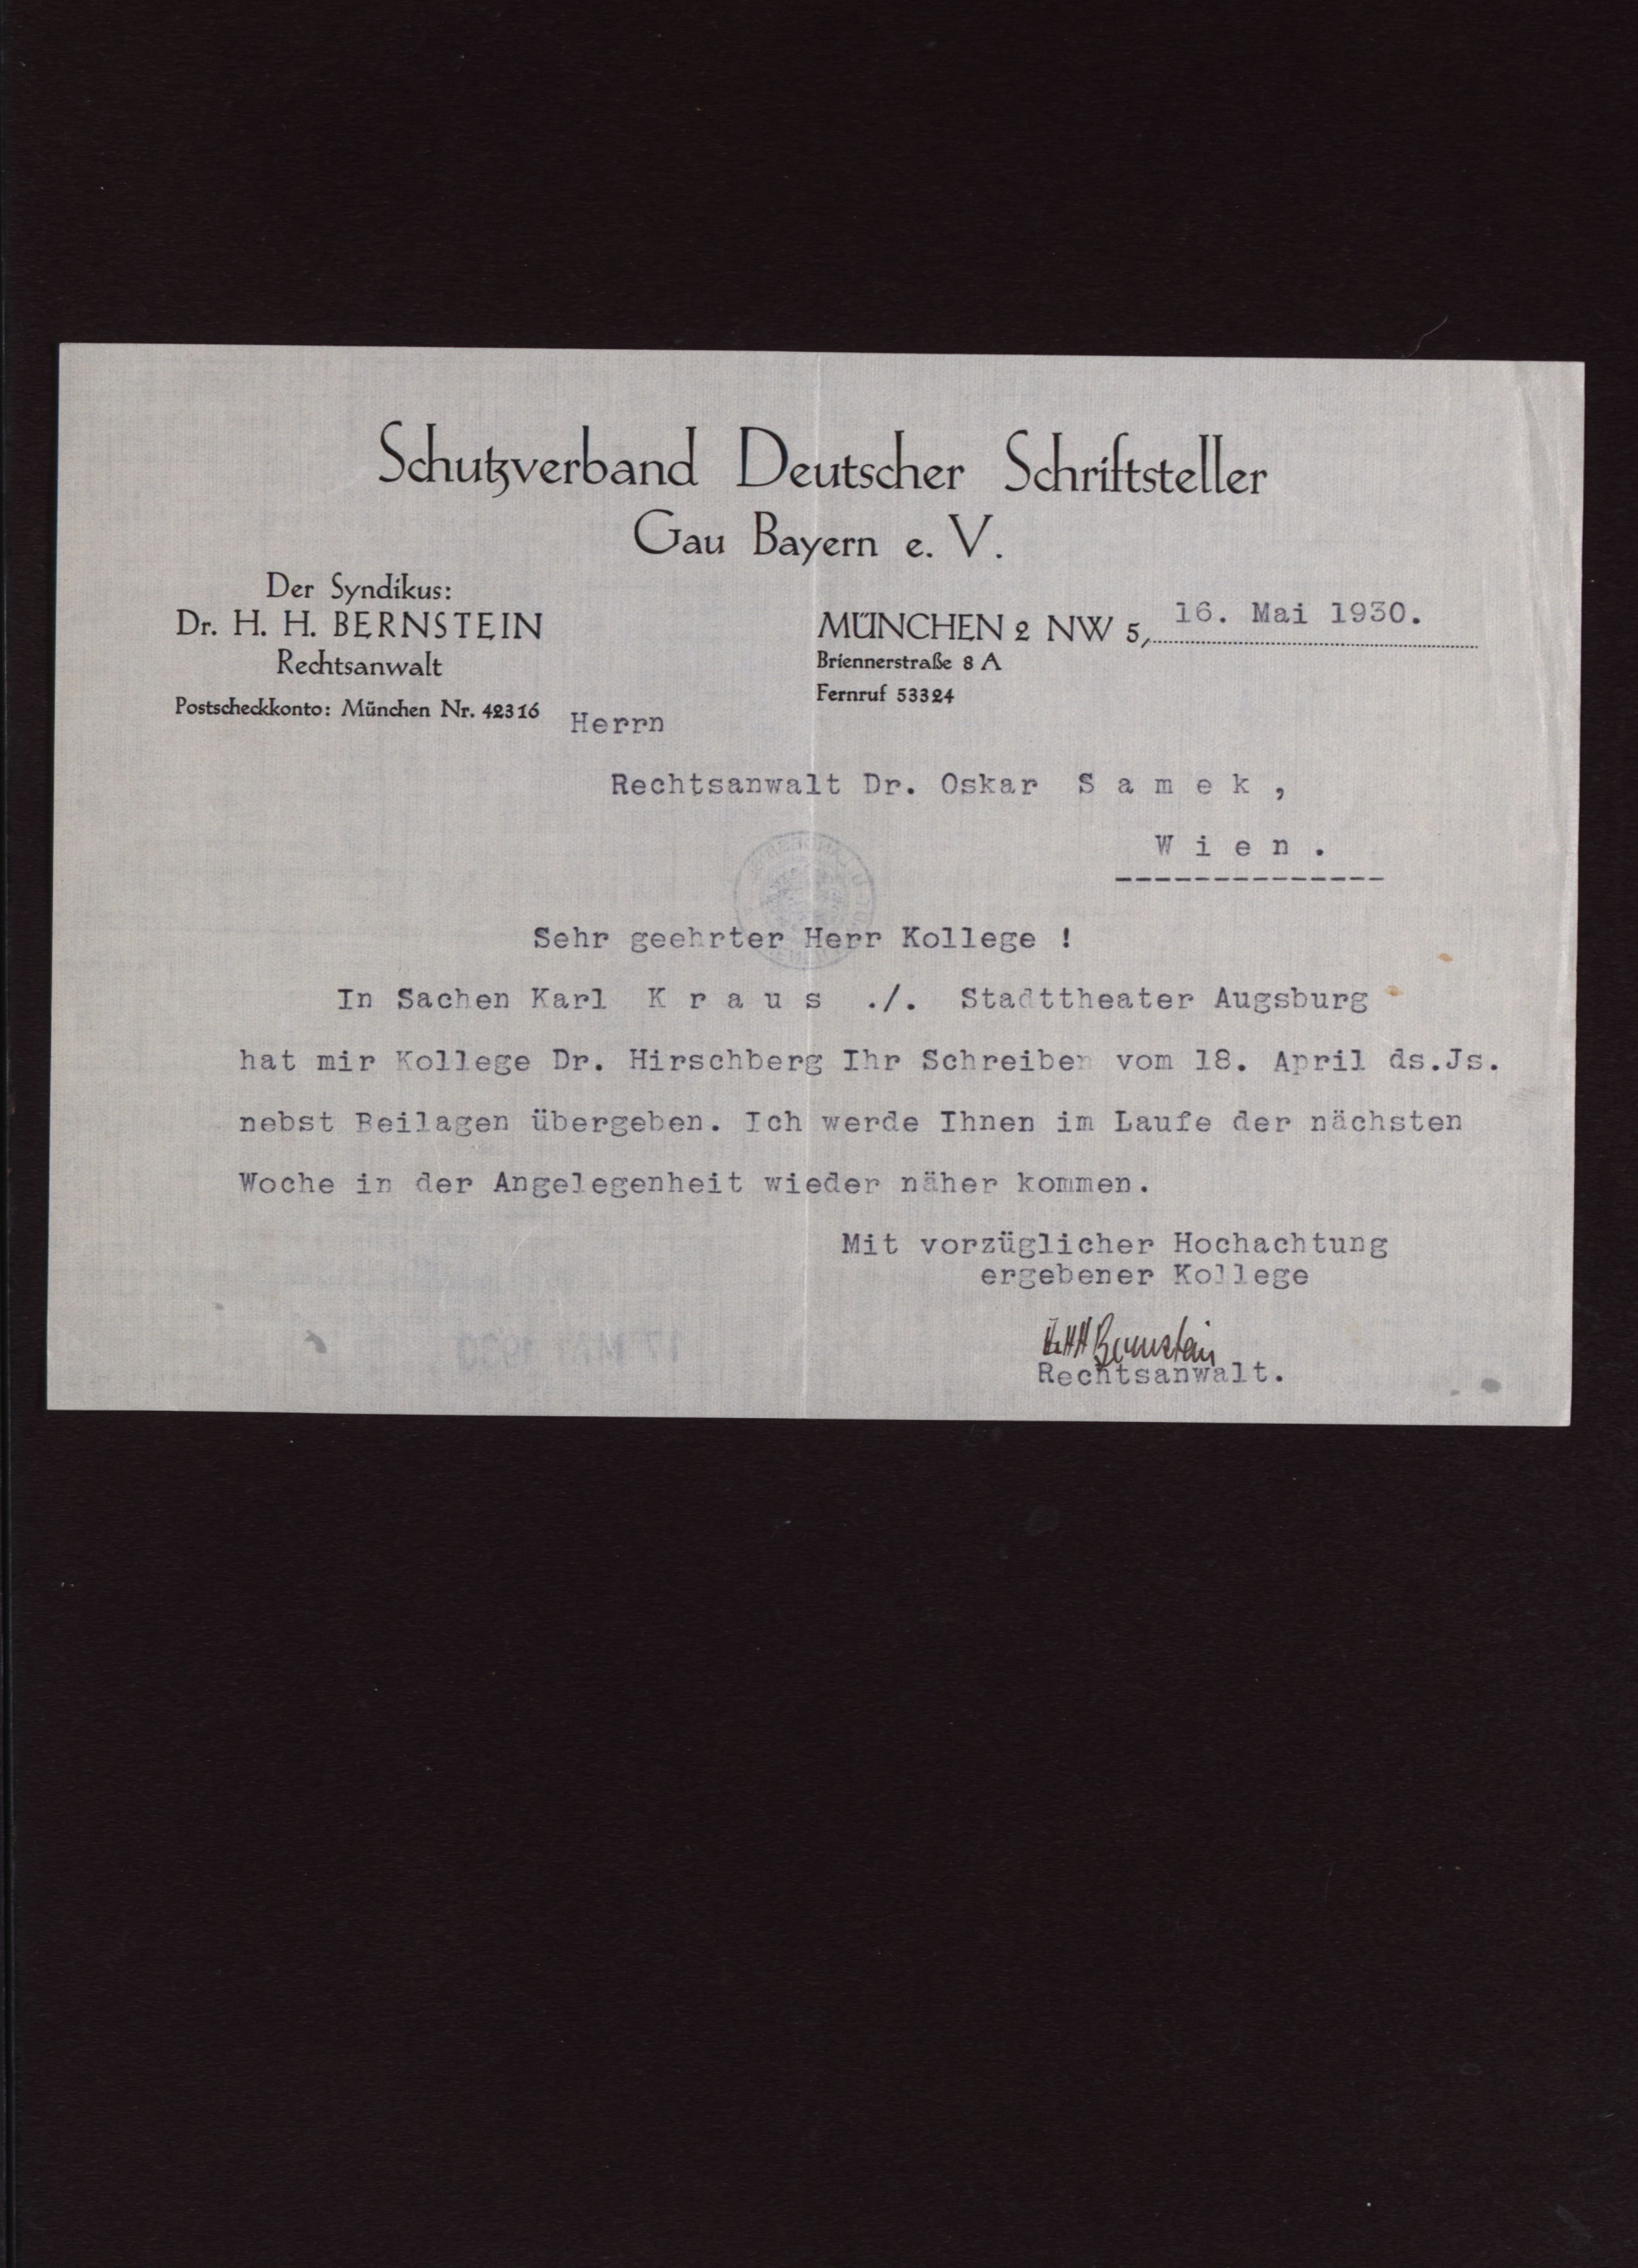 Schutzverband Deutscher Schriftsteller
Gau Bayern e. V.
Der Syndikus:
Dr. H. H. BERNSTEIN
Rechtsanwalt
Postscheckkonto: München Nr. 42316
MÜNCHEN 2 NW 5, 16. Mai 1930.
Briennerstraße 8 A
Fernruf 53324
Herrn
Rechtsanwalt Dr. Oskar S a m e k ,
W i e n .
Sehr geehrter Herr Kollege !
In Sachen Karl K r a u s ./. Stadttheater Augsburg
hat mir Kollege Dr. Hirschberg Ihr Schreiben vom 18. April ds.Js.
nebst Beilagen übergeben. Ich werde Ihnen im Laufe der nächsten
Woche in der Angelegenheit wieder näher kommen.
Mit vorzüglicher Hochachtung
ergebener Kollege
Bernstein
Rechtsanwalt.